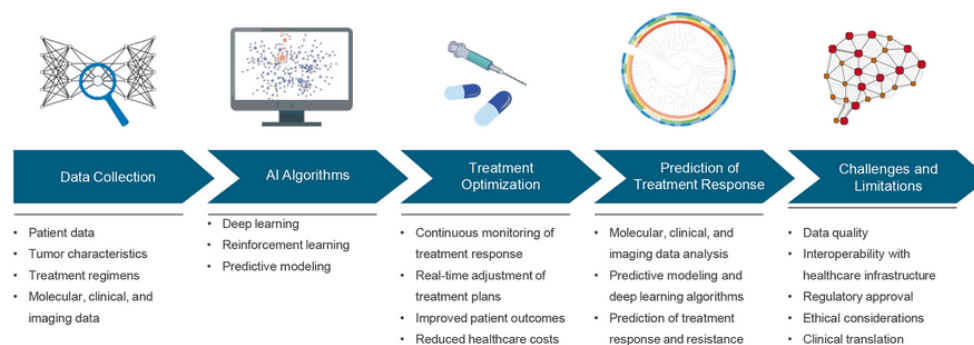 Data Collection
AI Algorithms
Treatment
Optimization
Prediction of
Treatment Response
Challenges and
Limitations
• Patient data
• Tumor characteristics
• Treatment regimens
• Molecular, clinical, and
imaging data
• Deep learning
• Reinforcement learning
• Predictive modeling
• Continuous monitoring of
treatment response
• Real-time adjustment of
treatment plans
• Improved patient outcomes
• Reduced healthcare costs
• Molecular, clinical, and
imaging data analysis
• Predictive modeling and
deep learning algorithms
• Prediction of treatment
response and resistance
• Data quality
• Interoperability with
healthcare infrastructure
• Regulatory approval
• Ethical considerations
• Clinical translation